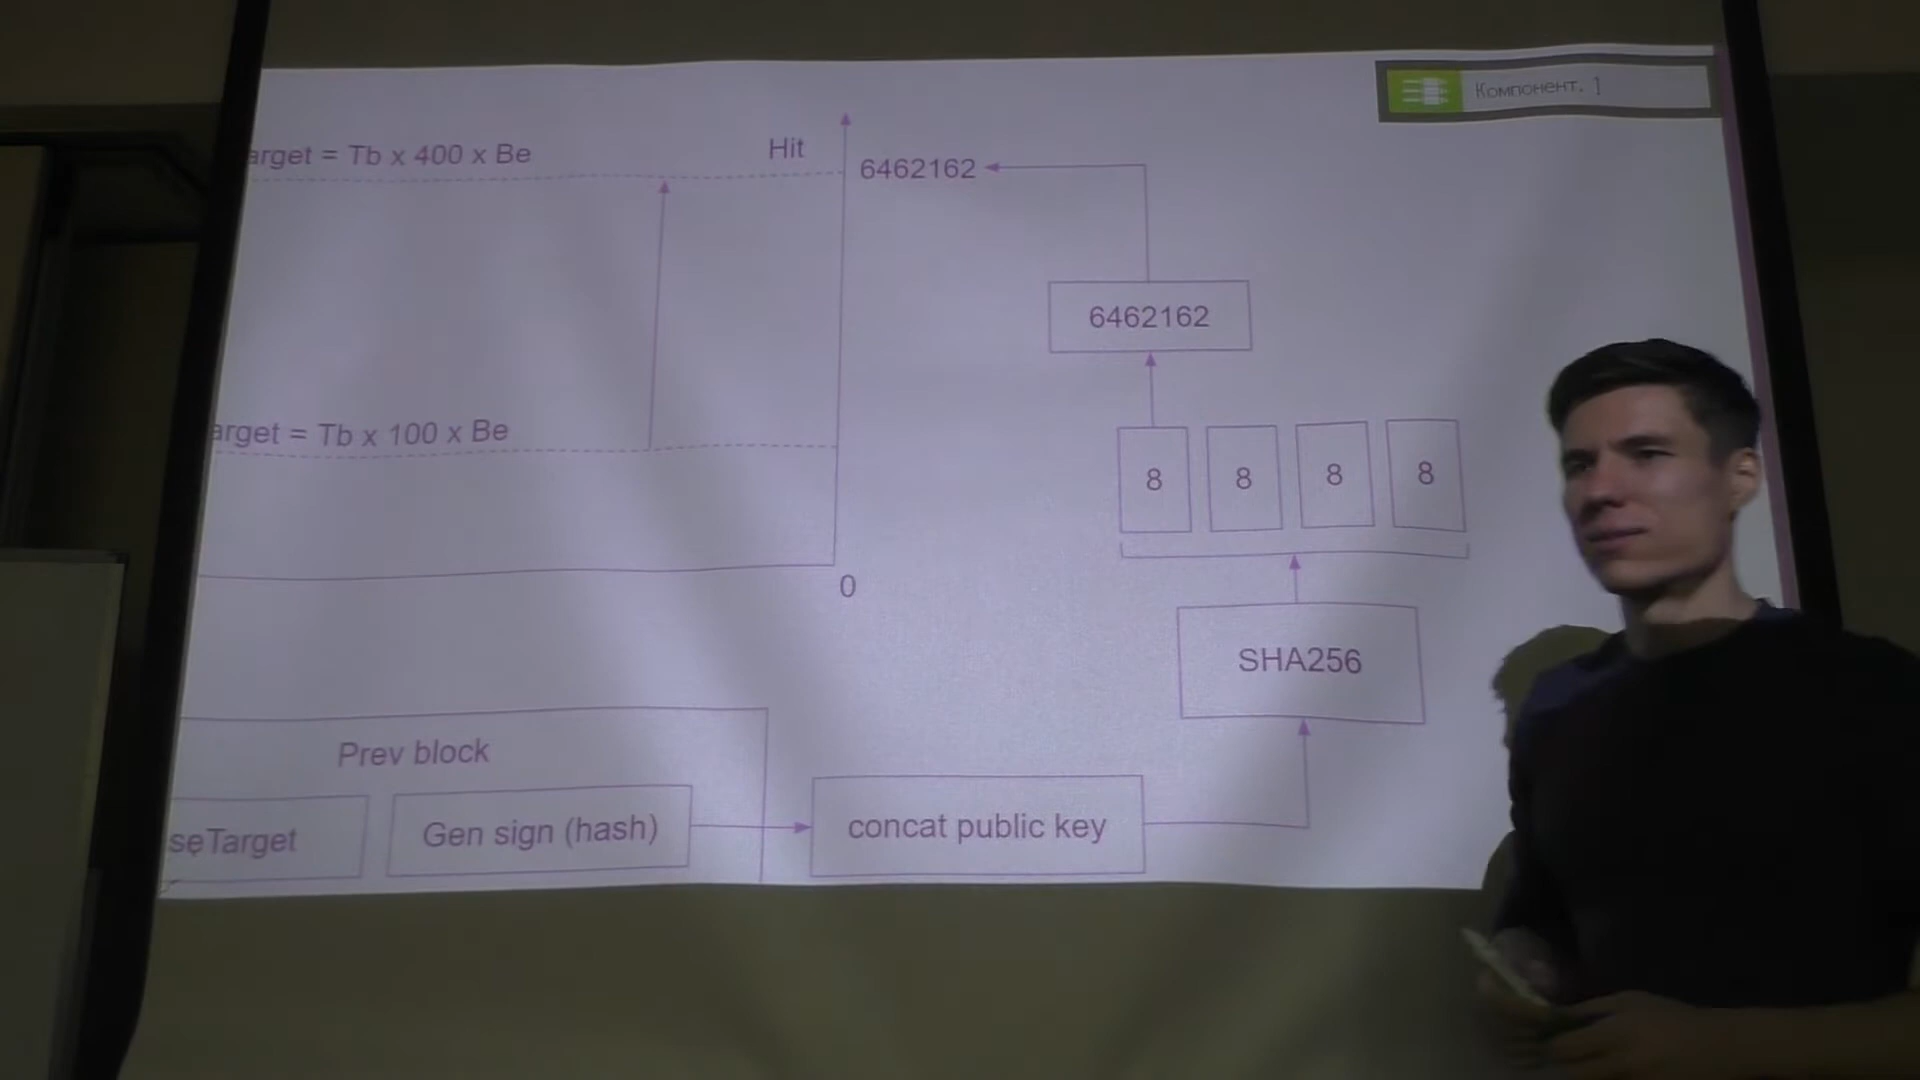 Компонент. 1
arget = Tb x 400 x Be
Hit
6462162
6462162
arget = Tb x 100 x Be
8 8 8 8
0
SHA256
Prev block
seTarget
Gen sign (hash)
concat public key